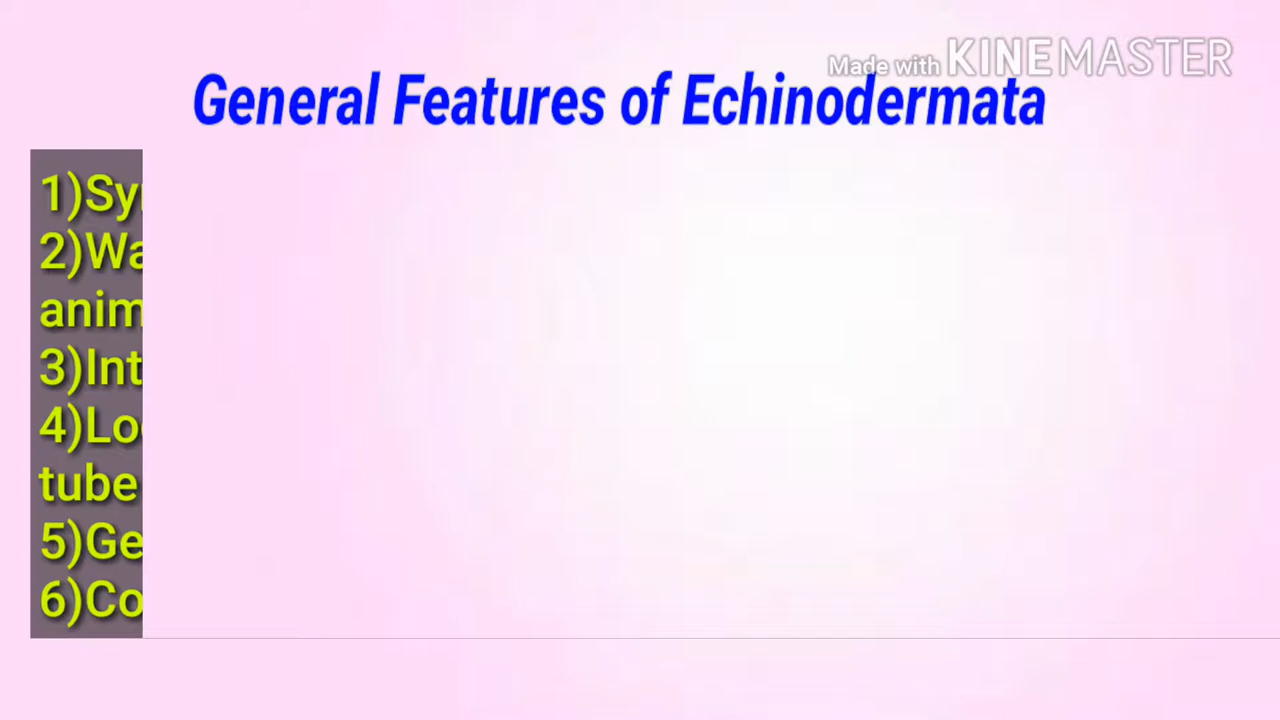 Made with KINEMASTER
General Features of Echinodermata
1)Sy
2)Wa
anim
3)Int
4)Lo
tube
5)Ge
6)Co